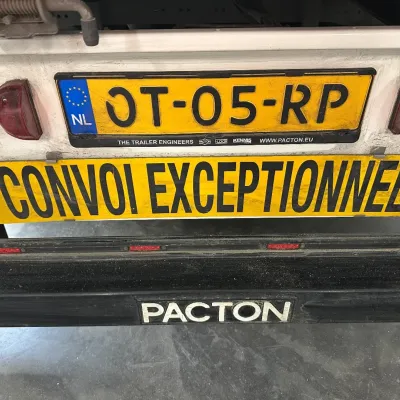 NL OT-05-RP
THE TRAILER ENGINEERS WWW.PACTON.EU
CONVOI EXCEPTIONNEL
PACTON